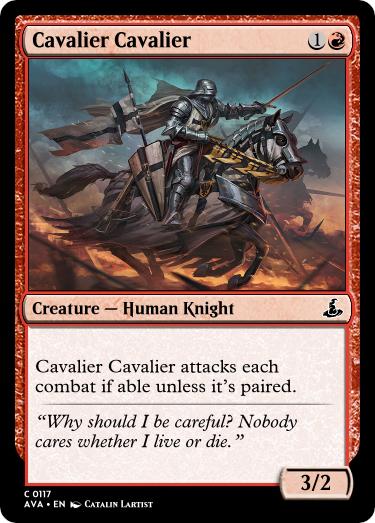 Cavalier Cavalier 1
Creature — Human Knight
Cavalier Cavalier attacks each
combat if able unless it's paired.
“Why should I be careful? Nobody
cares whether I live or die.”
3/2
C 0117
AVA • EN Catalin Lartist